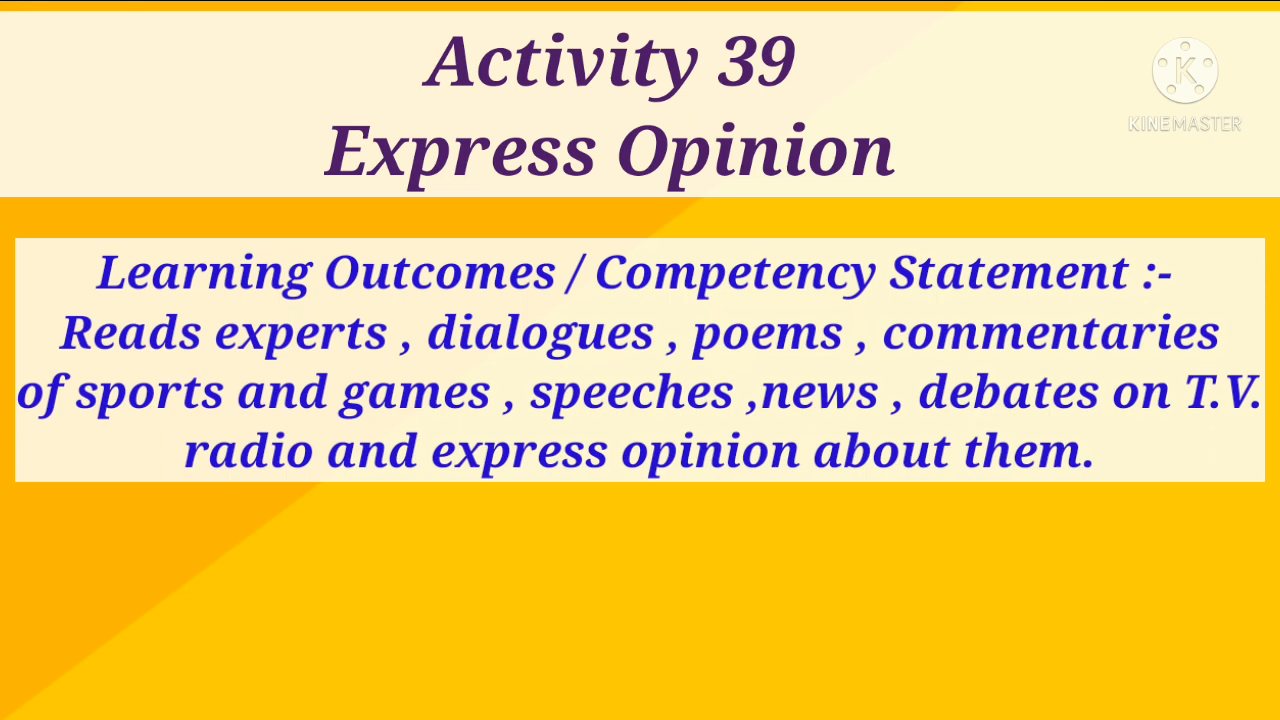 Activity 39
Express Opinion
K
KINEMASTER
Learning Outcomes / Competency Statement :-
Reads experts , dialogues , poems , commentaries
of sports and games , speeches ,news , debates on T.V.
radio and express opinion about them.